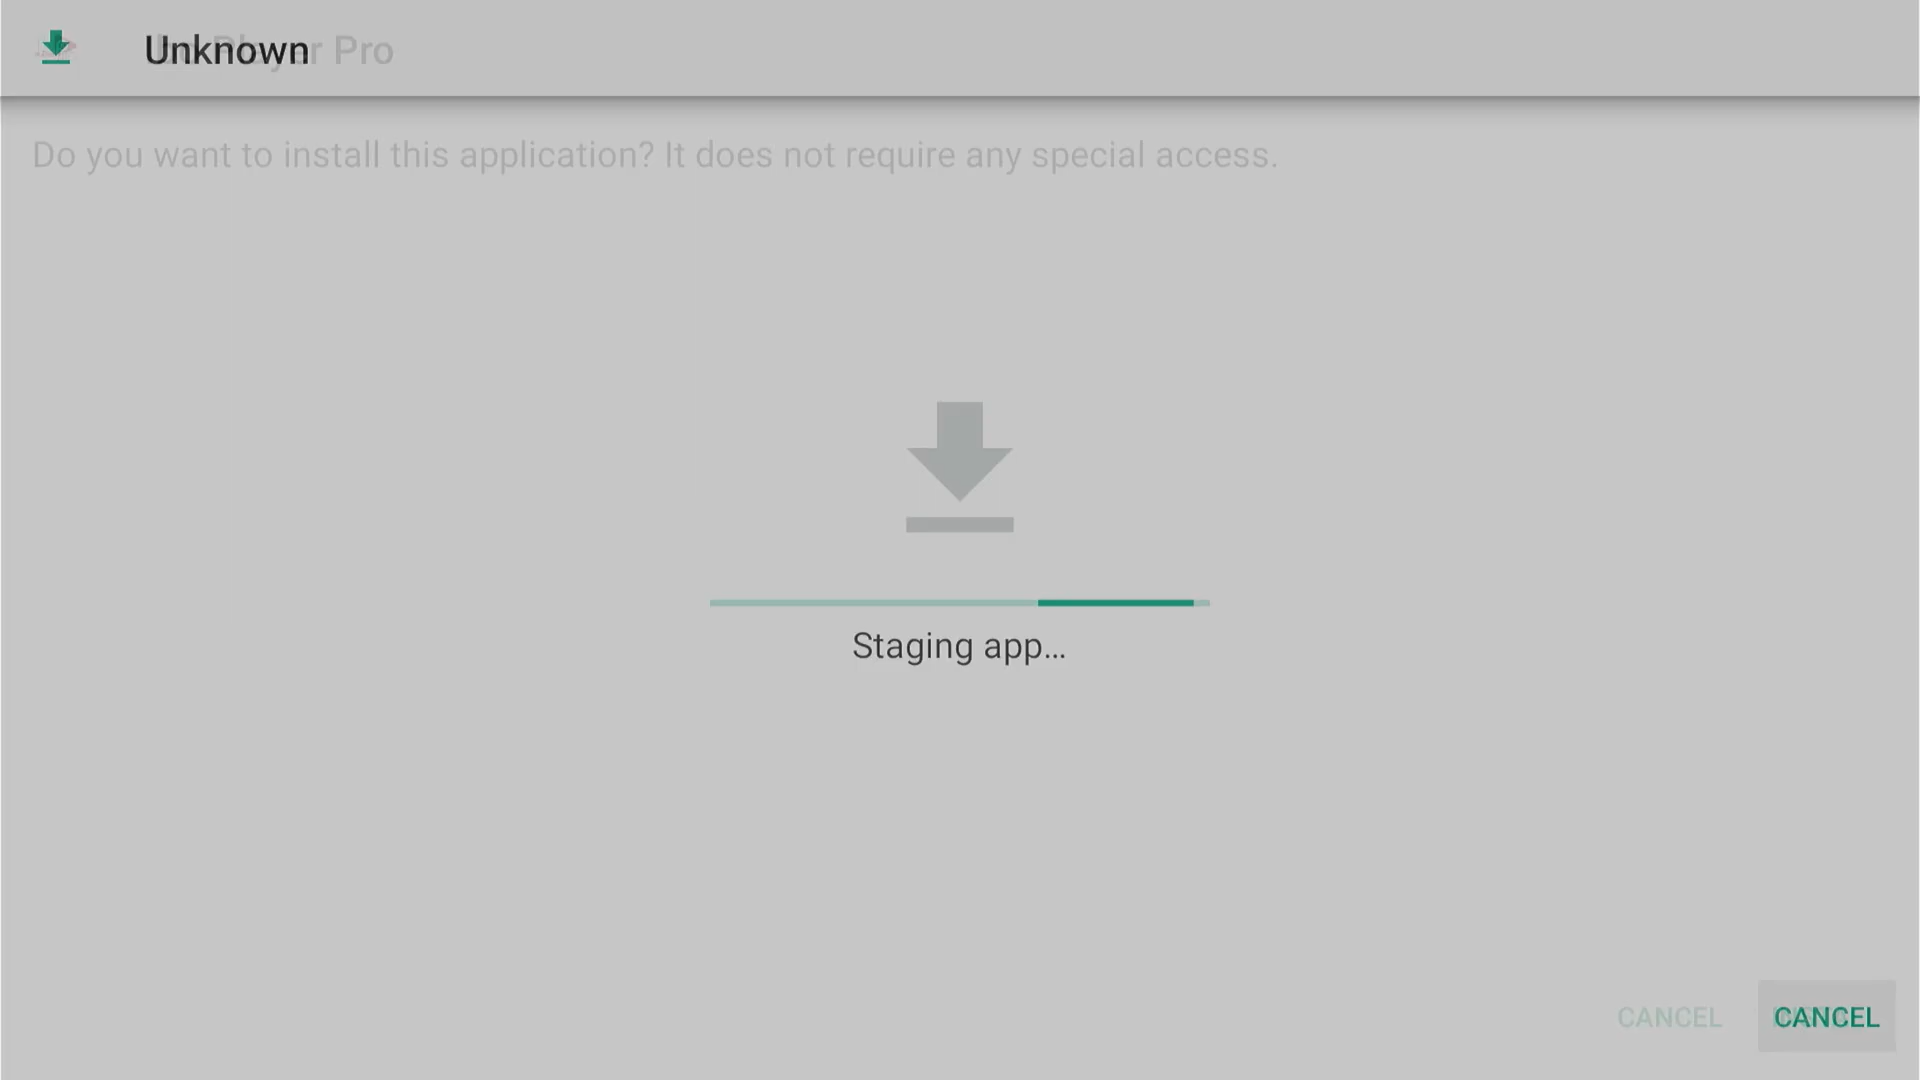 Unknown Pro
Do you want to install this application? It does not require any special access.
Staging app...
CANCEL CANCEL